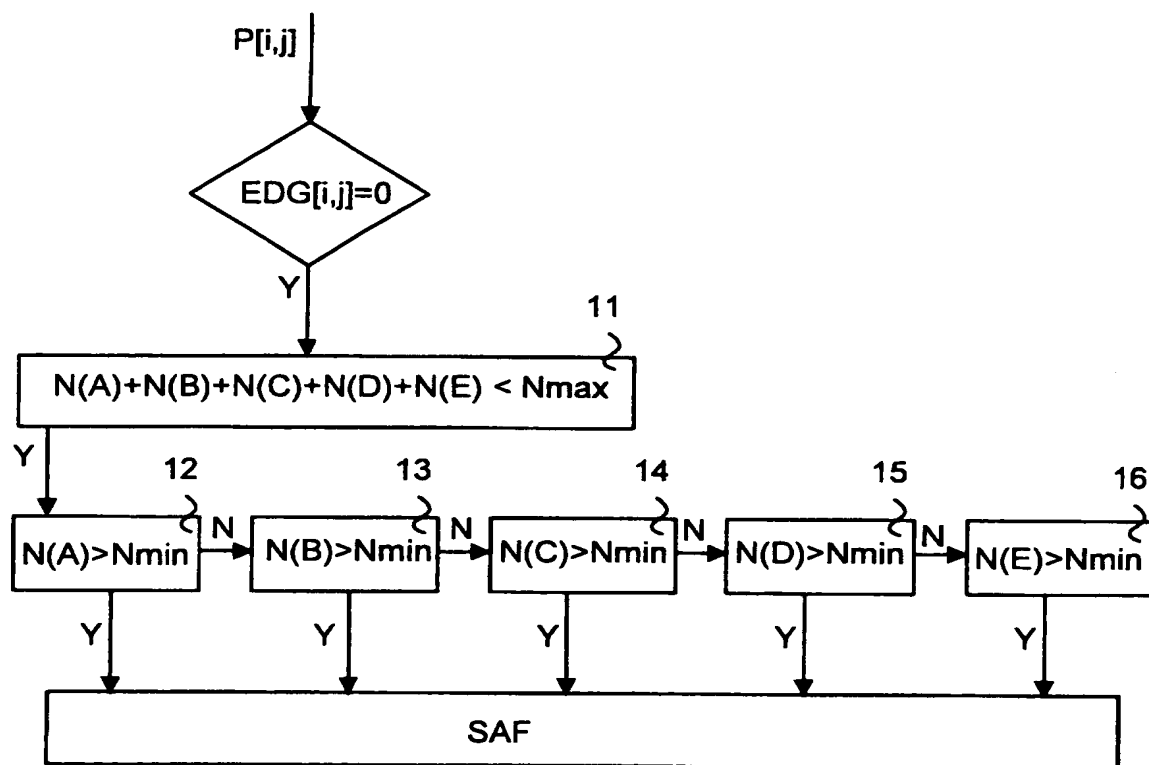 P[i,j]
EDG[i,j]=0
Y
11
N(A)+N(B)+N(C)+N(D)+N(E) < Nmax
Y
12
13
14
15
16
N(A)>Nmin
N
N(B)>Nmin
N
N(C)>Nmin
N
N(D)>Nmin
N
N(E)>Nmin
Y
Y
Y
Y
Y
SAF